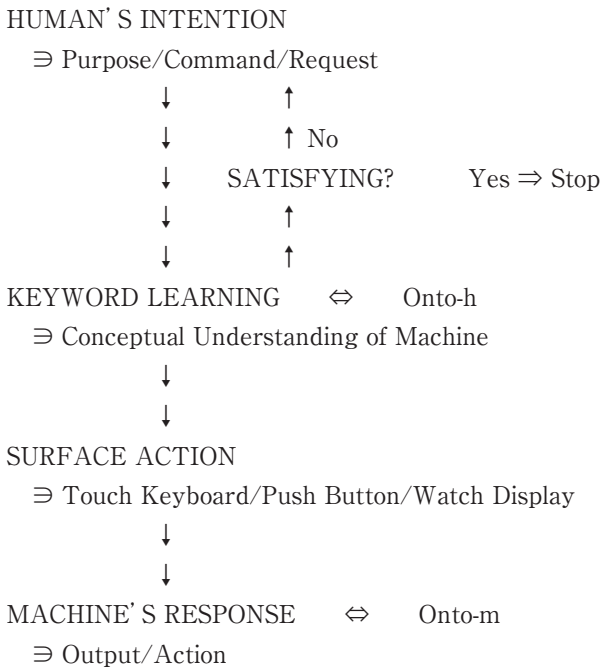 HUMAN'S INTENTION
∋ Purpose/Command/Request
↓ ↑
↓ ↑ No
↓ SATISFYING? Yes ⇒ Stop
↓ ↑
↓ ↑
KEYWORD LEARNING ⇔ Onto-h
∋ Conceptual Understanding of Machine
↓
↓
SURFACE ACTION
∋ Touch Keyboard/Push Button/Watch Display
↓
↓
MACHINE'S RESPONSE ⇔ Onto-m
∋ Output/Action